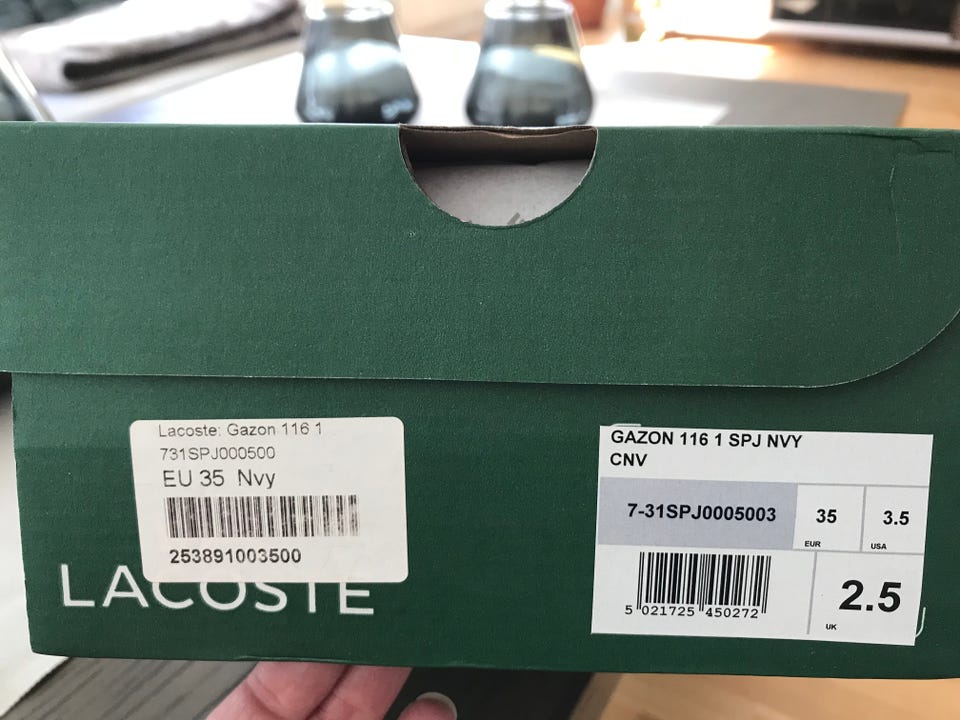 Lacoste: Gazon 116 1
731SPJ000500
EU 35 Nvy
253891003500
LACOSTE
GAZON 116 1 SPJ NVY
CNV
7-31SPJ0005003
35
EUR
3.5
USA
5 021725 450272
2.5
UK